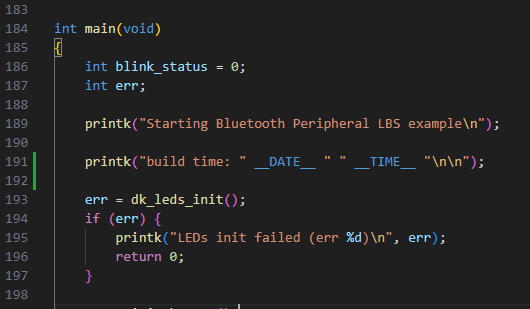 183
184 int main(void)
185 {
186 int blink_status = 0;
187 int err;
188
189 printk("Starting Bluetooth Peripheral LBS example\n");
190
191 printk("build time: " __DATE__ " " __TIME__ "\n\n");
192
193 err = dk_leds_init();
194 if (err) {
195 printk("LEDs init failed (err %d)\n", err);
196 return 0;
197 }
198